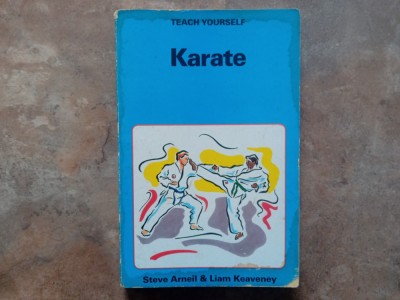 TEACH YOURSELF
Karate
Steve Arneil & Liam Keaveney